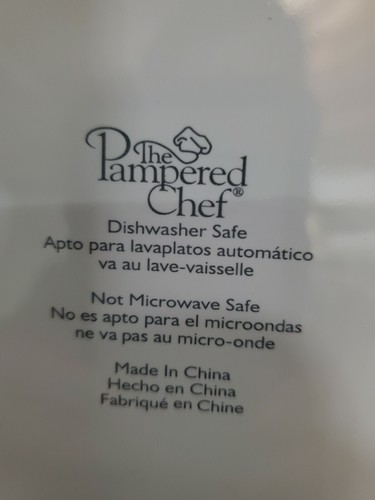 The
Pampered
Chef®
Dishwasher Safe
Apto para lavaplatos automático
va au lave-vaisselle
Not Microwave Safe
No es apto para el microondas
ne va pas au micro-onde
Made In China
Hecho en China
Fabriqué en Chine